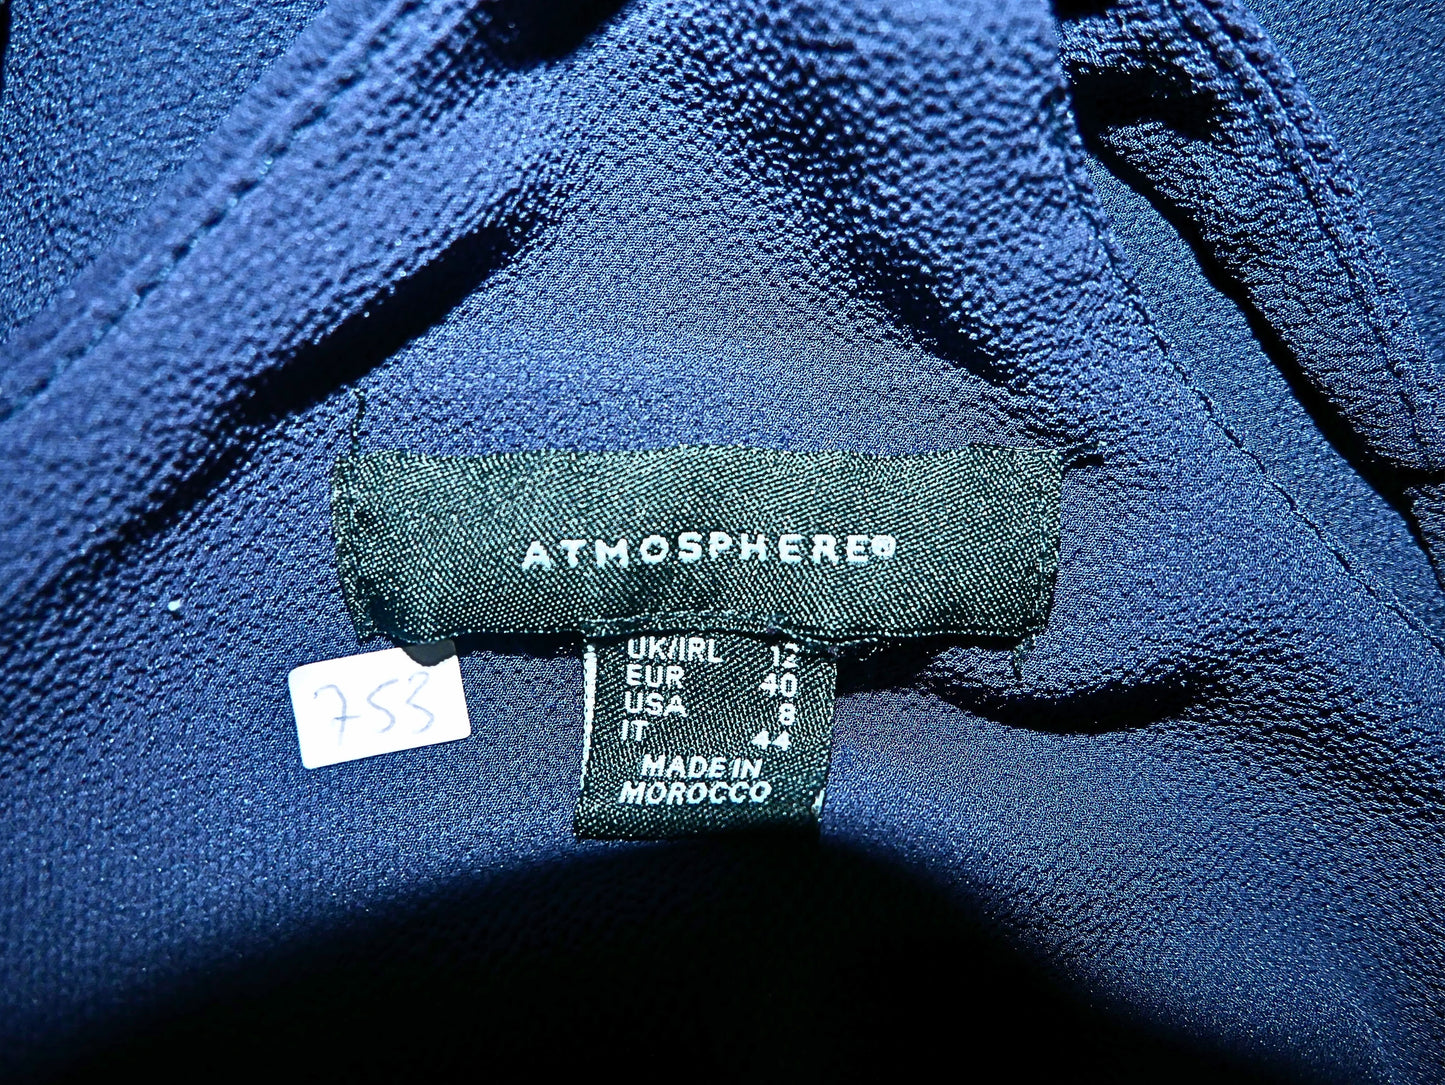 ATMOSPHERE®
UK/IRL 12
EUR 40
USA 8
IT 44
MADE IN
MOROCCO
753